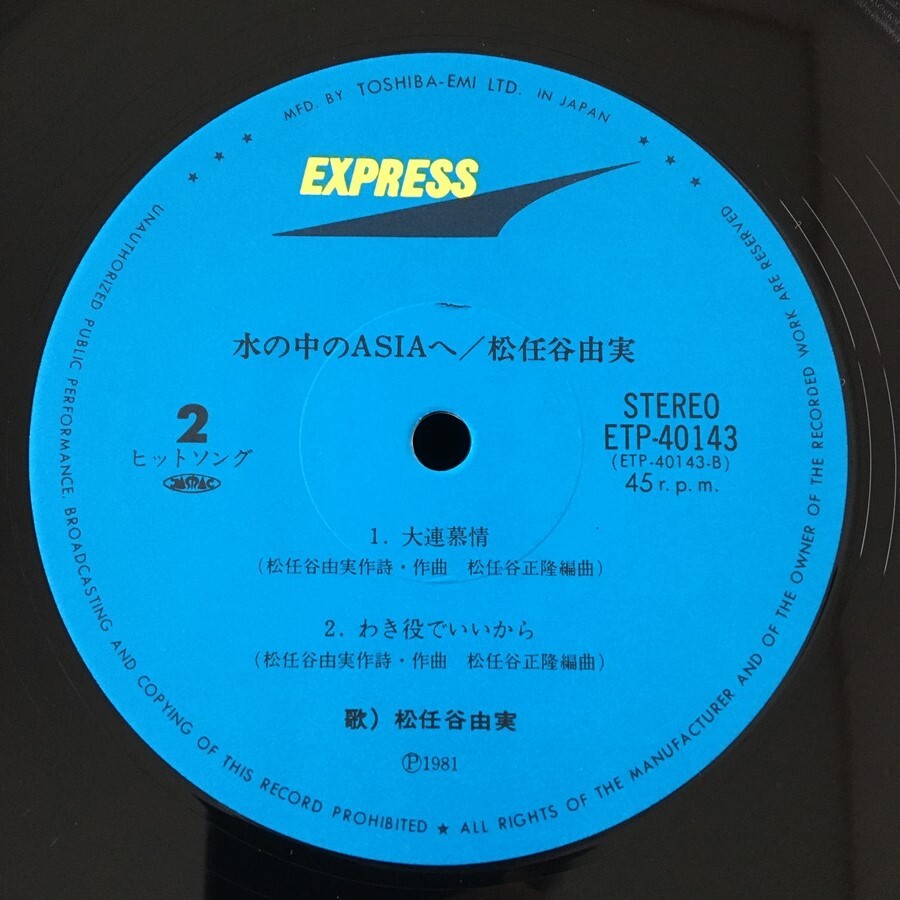 MFD. BY TOSHIBA-EMI LTD. IN JAPAN
EXPRESS
水の中のASIAへ／松任谷由実
2
ヒットソング
JASRAC
STEREO
ETP-40143
(ETP-40143-B)
45 r.p.m.
1. 大連慕情
(松任谷由実作詩・作曲 松任谷正隆編曲)
2. わき役でいいから
(松任谷由実作詩・作曲 松任谷正隆編曲)
歌) 松任谷由実
Ⓟ1981
UNAUTHORIZED PUBLIC PERFORMANCE, BROADCASTING AND COPYING OF THIS RECORD PROHIBITED ★ ALL RIGHTS OF THE MANUFACTURER AND OF THE OWNER OF THE RECORDED WORK ARE RESERVED